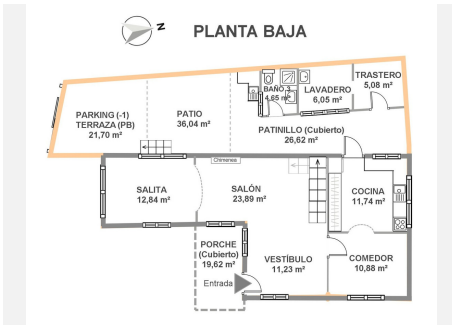 N
PLANTA BAJA
BAÑO 3
4,65 m²
LAVADERO
6,05 m²
TRASTERO
5,08 m²
PARKING (-1)
TERRAZA (PB)
21,70 m²
PATIO
36,04 m²
PATINILLO (Cubierto)
26,62 m²
Chimenea
SALITA
12,84 m²
SALÓN
23,89 m²
COCINA
11,74 m²
PORCHE
(Cubierto)
19,62 m²
VESTÍBULO
11,23 m²
COMEDOR
10,88 m²
Entrada